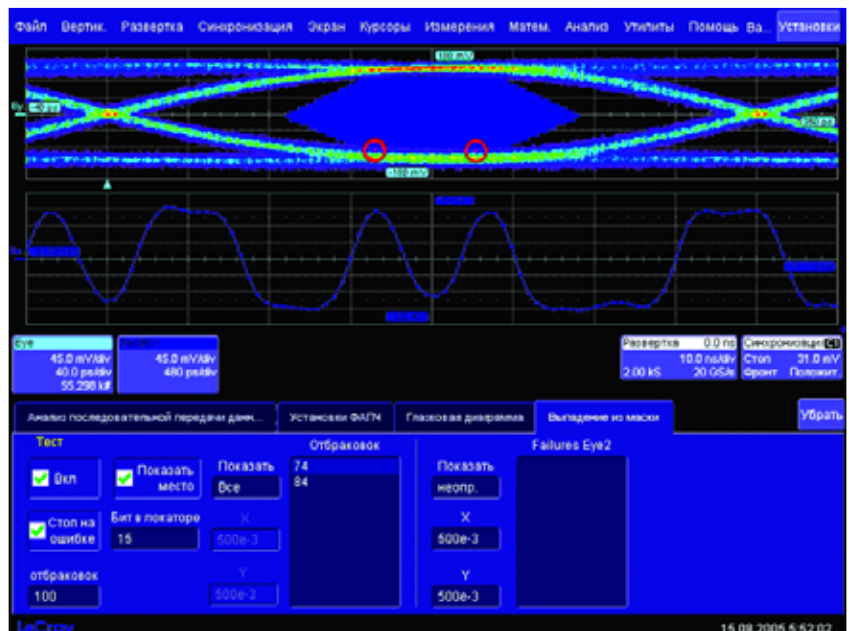 Файл Вертик. Развертка Синхронизация Экран Курсоры Измерения Матем. Анализ Утилиты Помощь Ва... Установки
100 mV
-100 mV
Eye
45.0 mV/div
40.0 ps/div
55.298 k#
45.0 mV/div
480 ps/div
Развертка 0.0 ns
10.0 ns/div
2.00 kS 20 GS/s
Синхронизация C1
Стоп 31.0 mV
Фронт Положит.
Анализ последовательной передачи данн...
Установки ФАПЧ
Глазковая диаграмма
Выпадение из маски
Убрать
Тест
Отбраковок
Failures Eye2
Вкл
Показать место
Показать
Все
74
84
Показать
неопр.
Стоп на ошибке
Бит в локаторе
15
X
500e-3
X
500e-3
отбраковок
100
Y
500e-3
Y
500e-3
LeCroy
15.08.2005 5:52:02